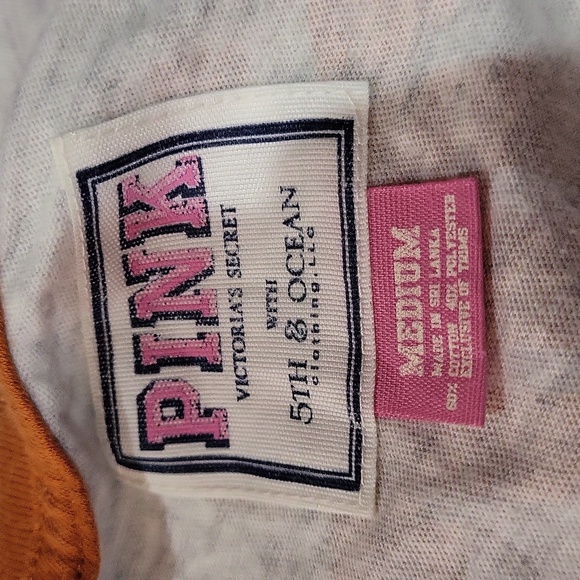 PINK
VICTORIA'S SECRET
WITH
5TH & OCEAN
clothing, llc
MEDIUM
MADE IN SRI LANKA
60% COTTON 40% POLYESTER
EXCLUSIVE OF TRIMS